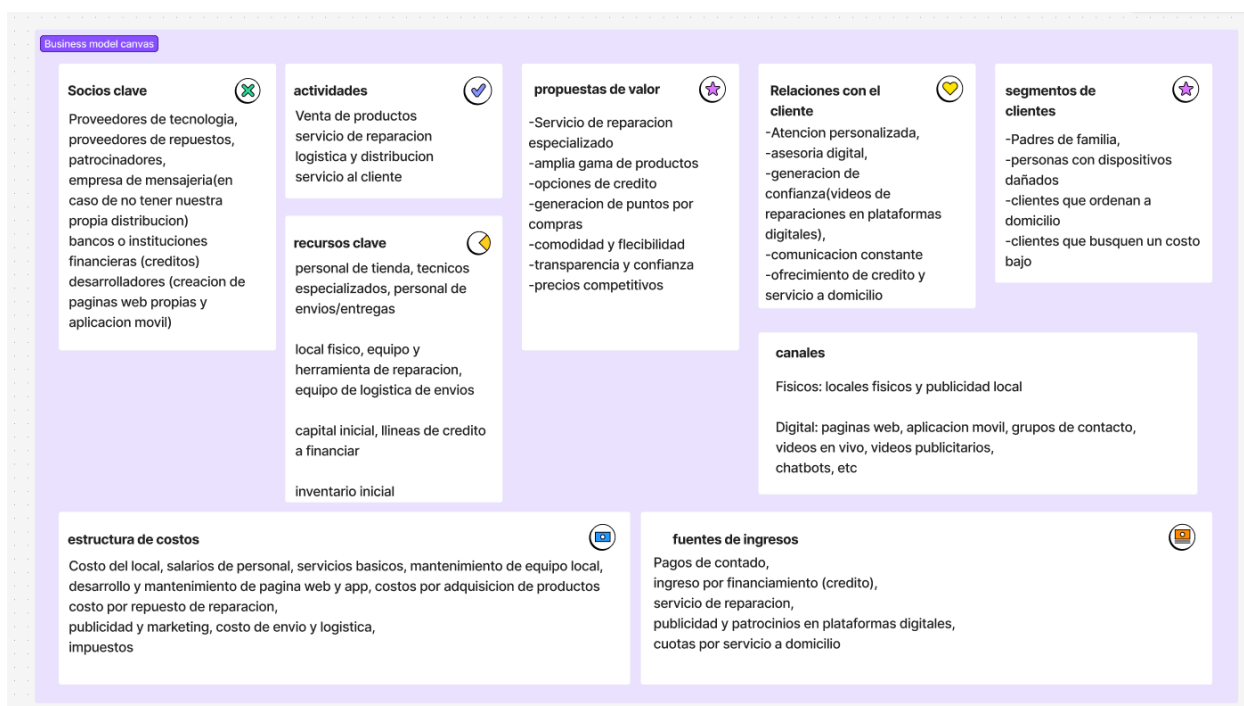 Business model canvas
Socios clave
Proveedores de tecnologia,
proveedores de repuestos,
patrocinadores,
empresa de mensajeria(en
caso de no tener nuestra
propia distribucion)
bancos o instituciones
financieras (creditos)
desarrolladores (creacion de
paginas web propias y
aplicacion movil)
actividades
Venta de productos
servicio de reparacion
logistica y distribucion
servicio al cliente
recursos clave
personal de tienda, tecnicos
especializados, personal de
envios/entregas
local fisico, equipo y
herramienta de reparacion,
equipo de logistica de envios
capital inicial, llineas de credito
a financiar
inventario inicial
propuestas de valor
-Servicio de reparacion
especializado
-amplia gama de productos
-opciones de credito
-generacion de puntos por
compras
-comodidad y flecibilidad
-transparencia y confianza
-precios competitivos
Relaciones con el
cliente
-Atencion personalizada,
-asesoria digital,
-generacion de
confianza(videos de
reparaciones en plataformas
digitales),
-comunicacion constante
-ofrecimiento de credito y
servicio a domicilio
segmentos de
clientes
-Padres de familia,
-personas con dispositivos
dañados
-clientes que ordenan a
domicilio
-clientes que busquen un costo
bajo
canales
Fisicos: locales fisicos y publicidad local
Digital: paginas web, aplicacion movil, grupos de contacto,
videos en vivo, videos publicitarios,
chatbots, etc
estructura de costos
Costo del local, salarios de personal, servicios basicos, mantenimiento de equipo local,
desarrollo y mantenimiento de pagina web y app, costos por adquisicion de productos
costo por repuesto de reparacion,
publicidad y marketing, costo de envio y logistica,
impuestos
fuentes de ingresos
Pagos de contado,
ingreso por financiamiento (credito),
servicio de reparacion,
publicidad y patrocinios en plataformas digitales,
cuotas por servicio a domicilio